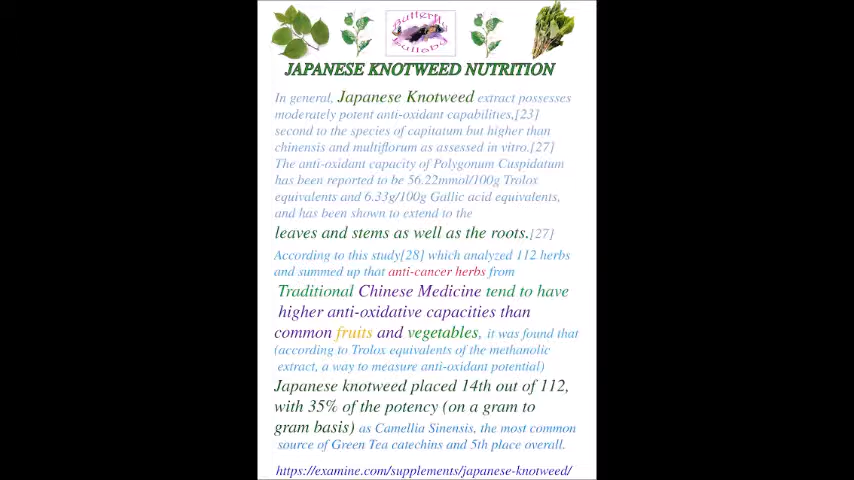 Butterfly
Lullaby
JAPANESE KNOTWEED NUTRITION
In general, Japanese Knotweed extract possesses
moderately potent anti-oxidant capabilities,[23]
second to the species of capitatum but higher than
chinensis and multiflorum as assessed in vitro.[27]
The anti-oxidant capacity of Polygonum Cuspidatum
has been reported to be 56.22mmol/100g Trolox
equivalents and 6.33g/100g Gallic acid equivalents,
and has been shown to extend to the
leaves and stems as well as the roots.[27]
According to this study[28] which analyzed 112 herbs
and summed up that anti-cancer herbs from
Traditional Chinese Medicine tend to have
higher anti-oxidative capacities than
common fruits and vegetables, it was found that
(according to Trolox equivalents of the methanolic
extract, a way to measure anti-oxidant potential)
Japanese knotweed placed 14th out of 112,
with 35% of the potency (on a gram to
gram basis) as Camellia Sinensis, the most common
source of Green Tea catechins and 5th place overall.
https://examine.com/supplements/japanese-knotweed/